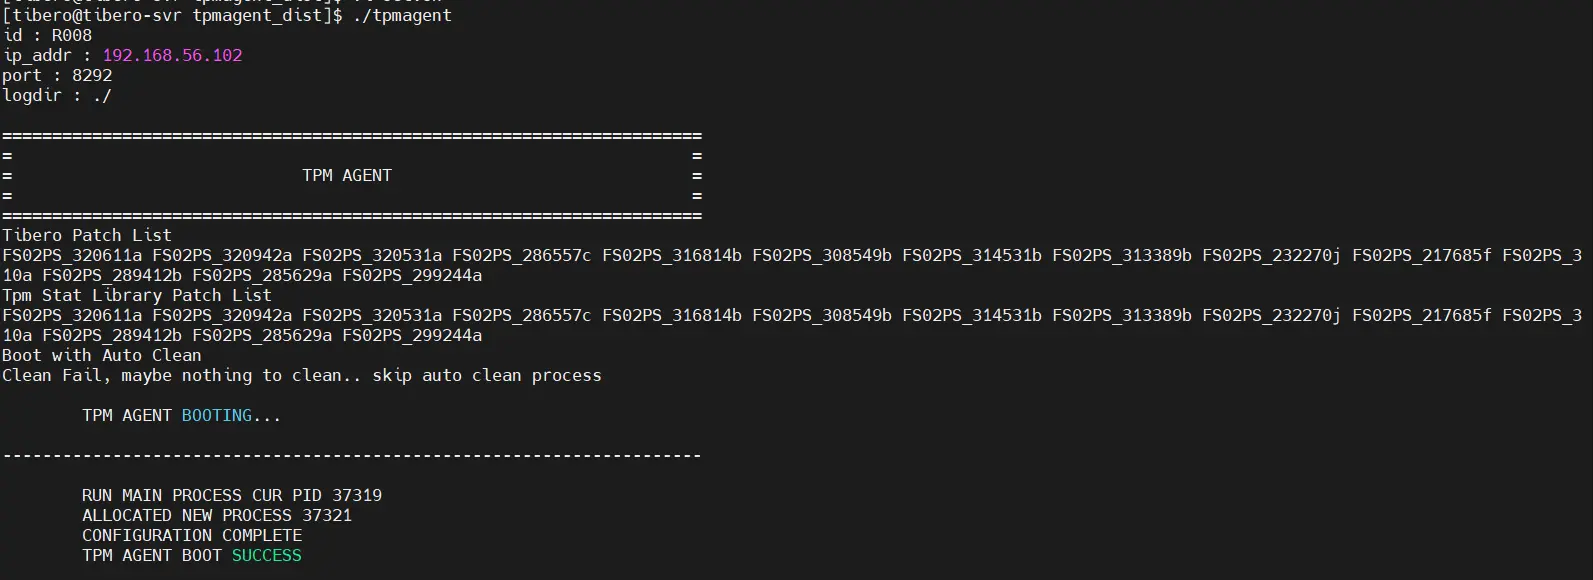 [tibero@tibero-svr tpmagent_dist]$ ./tpmagent
id : R008
ip_addr : 192.168.56.102
port : 8292
logdir : ./
======================================================================
=                                                                    =
=                             TPM AGENT                              =
=                                                                    =
======================================================================
Tibero Patch List
FS02PS_320611a FS02PS_320942a FS02PS_320531a FS02PS_286557c FS02PS_316814b FS02PS_308549b FS02PS_314531b FS02PS_313389b FS02PS_232270j FS02PS_217685f FS02PS_3
10a FS02PS_289412b FS02PS_285629a FS02PS_299244a
Tpm Stat Library Patch List
FS02PS_320611a FS02PS_320942a FS02PS_320531a FS02PS_286557c FS02PS_316814b FS02PS_308549b FS02PS_314531b FS02PS_313389b FS02PS_232270j FS02PS_217685f FS02PS_3
10a FS02PS_289412b FS02PS_285629a FS02PS_299244a
Boot with Auto Clean
Clean Fail, maybe nothing to clean.. skip auto clean process
TPM AGENT BOOTING...
----------------------------------------------------------------------
RUN MAIN PROCESS CUR PID 37319
ALLOCATED NEW PROCESS 37321
CONFIGURATION COMPLETE
TPM AGENT BOOT SUCCESS